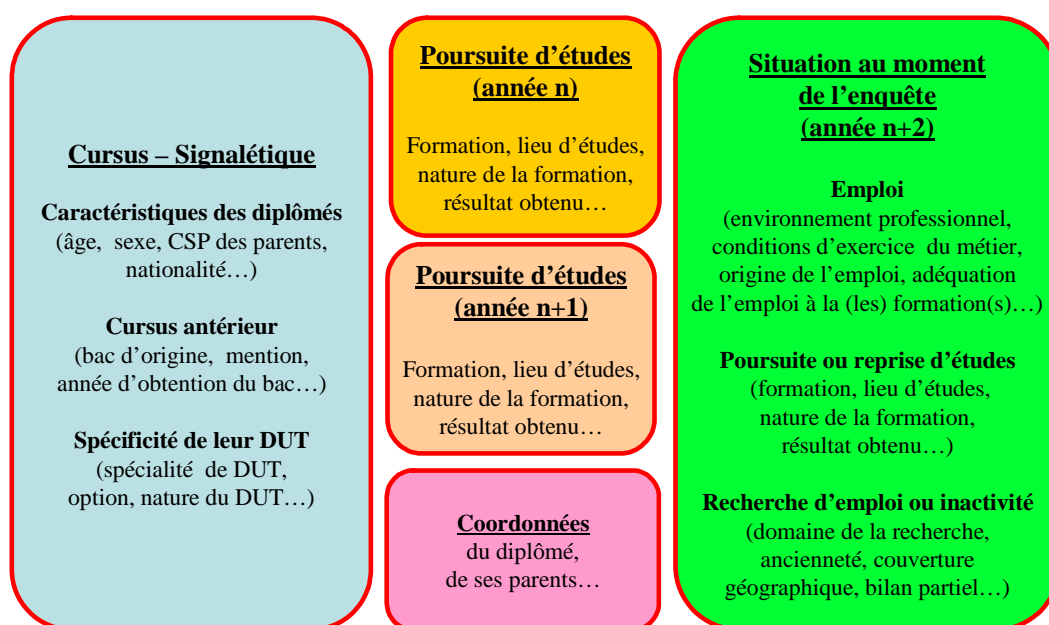 Cursus – Signalétique
Caractéristiques des diplômés
(âge, sexe, CSP des parents,
nationalité…)
Cursus antérieur
(bac d’origine, mention,
année d’obtention du bac…)
Spécificité de leur DUT
(spécialité de DUT,
option, nature du DUT…)
Poursuite d’études
(année n)
Formation, lieu d’études,
nature de la formation,
résultat obtenu…
Poursuite d’études
(année n+1)
Formation, lieu d’études,
nature de la formation,
résultat obtenu…
Coordonnées
du diplômé,
de ses parents…
Situation au moment
de l’enquête
(année n+2)
Emploi
(environnement professionnel,
conditions d’exercice du métier,
origine de l’emploi, adéquation
de l’emploi à la (les) formation(s)…)
Poursuite ou reprise d’études
(formation, lieu d’études,
nature de la formation,
résultat obtenu…)
Recherche d’emploi ou inactivité
(domaine de la recherche,
ancienneté, couverture
géographique, bilan partiel…)